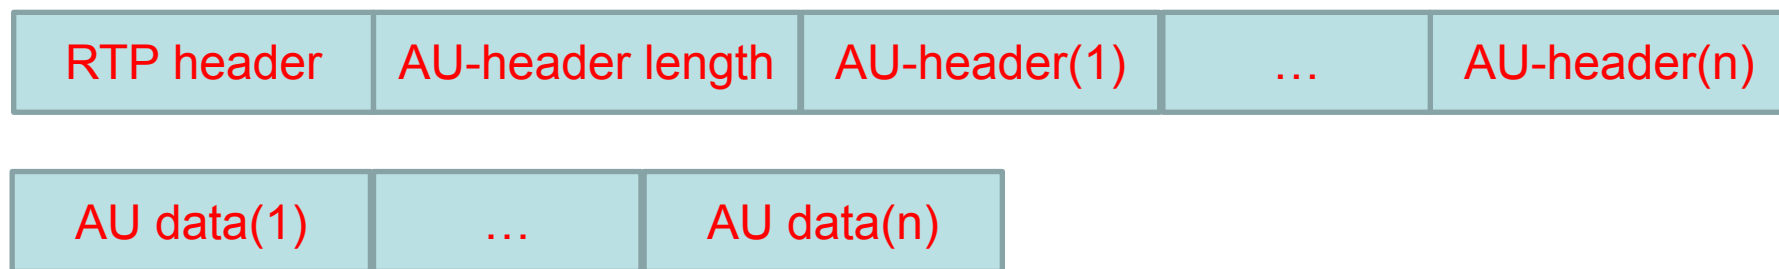 RTP header AU-header length AU-header(1) … AU-header(n)
AU data(1) … AU data(n)